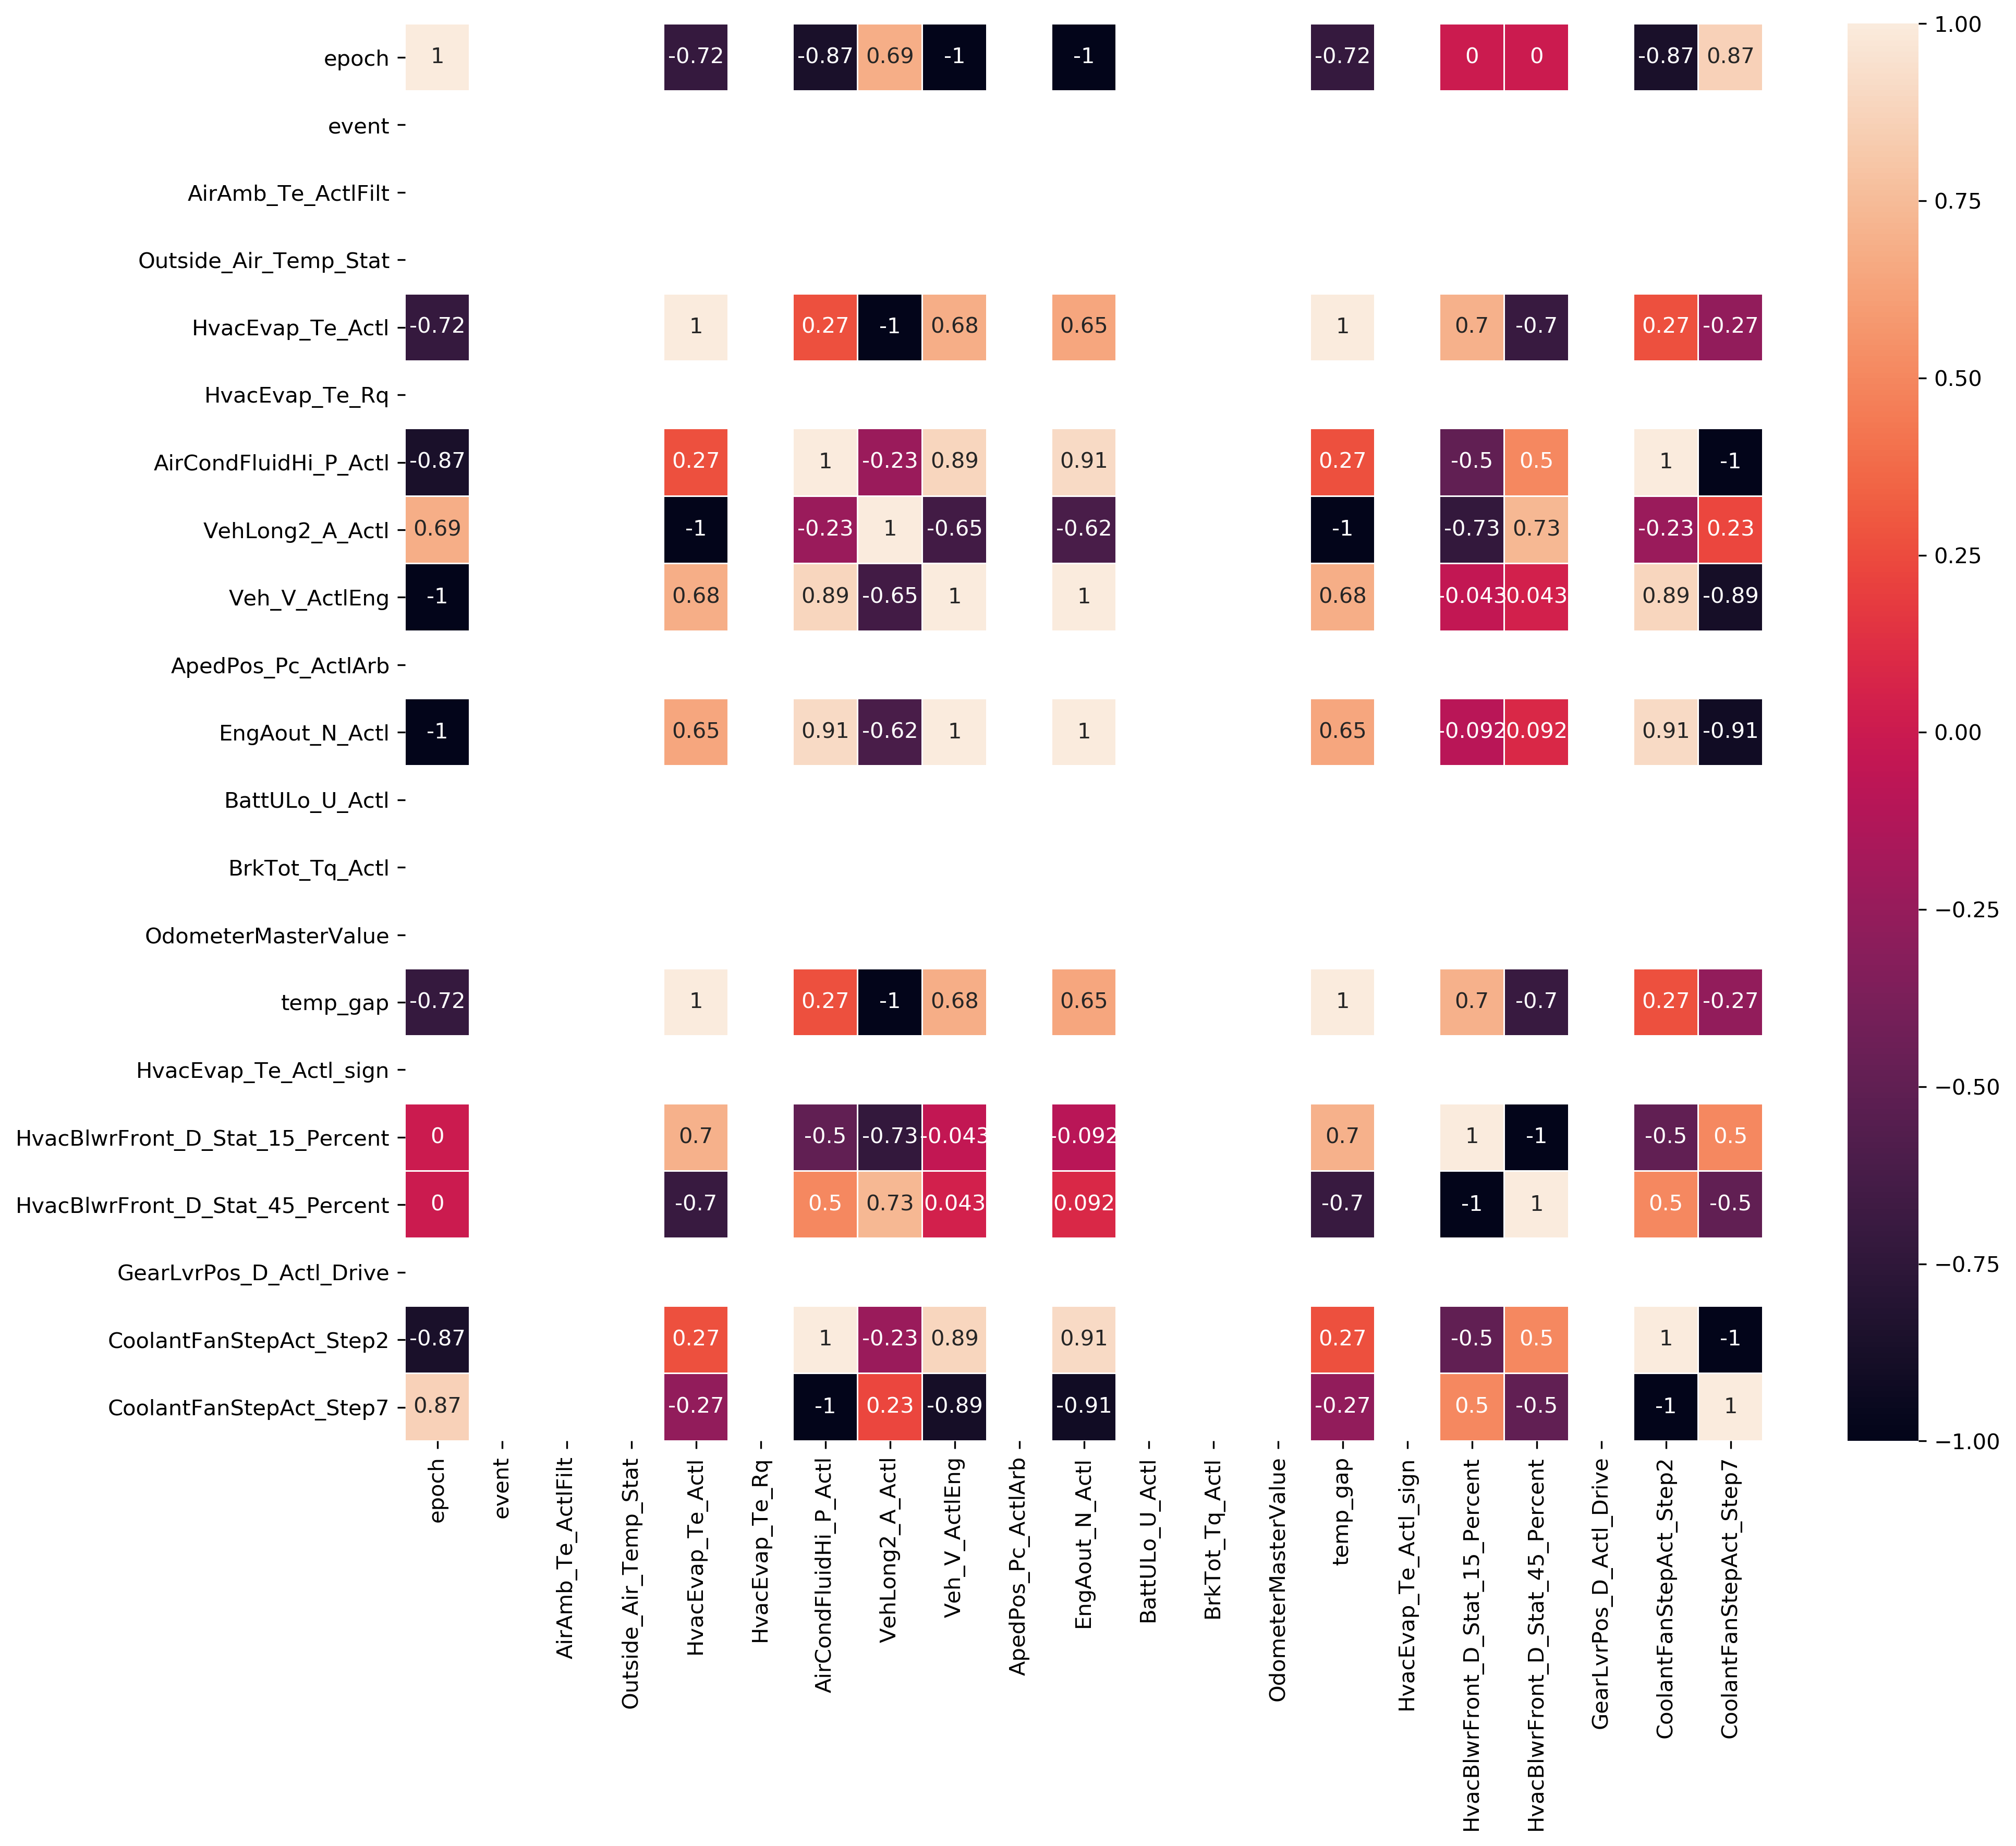 epoch 1 -0.72 -0.87 0.69 -1 -1 -0.72 0 0 -0.87 0.87
event
AirAmb_Te_ActlFilt
Outside_Air_Temp_Stat
HvacEvap_Te_Actl -0.72 1 0.27 -1 0.68 0.65 1 0.7 -0.7 0.27 -0.27
HvacEvap_Te_Rq
AirCondFluidHi_P_Actl -0.87 0.27 1 -0.23 0.89 0.91 0.27 -0.5 0.5 1 -1
VehLong2_A_Actl 0.69 -1 -0.23 1 -0.65 -0.62 -1 -0.73 0.73 -0.23 0.23
Veh_V_ActlEng -1 0.68 0.89 -0.65 1 1 0.68 -0.043 0.043 0.89 -0.89
ApedPos_Pc_ActlArb
EngAout_N_Actl -1 0.65 0.91 -0.62 1 1 0.65 -0.092 0.092 0.91 -0.91
BattULo_U_Actl
BrkTot_Tq_Actl
OdometerMasterValue
temp_gap -0.72 1 0.27 -1 0.68 0.65 1 0.7 -0.7 0.27 -0.27
HvacEvap_Te_Actl_sign
HvacBlwrFront_D_Stat_15_Percent 0 0.7 -0.5 -0.73 -0.043 -0.092 0.7 1 -1 -0.5 0.5
HvacBlwrFront_D_Stat_45_Percent 0 -0.7 0.5 0.73 0.043 0.092 -0.7 -1 1 0.5 -0.5
GearLvrPos_D_Actl_Drive
CoolantFanStepAct_Step2 -0.87 0.27 1 -0.23 0.89 0.91 0.27 -0.5 0.5 1 -1
CoolantFanStepAct_Step7 0.87 -0.27 -1 0.23 -0.89 -0.91 -0.27 0.5 -0.5 -1 1
epoch
event
AirAmb_Te_ActlFilt
Outside_Air_Temp_Stat
HvacEvap_Te_Actl
HvacEvap_Te_Rq
AirCondFluidHi_P_Actl
VehLong2_A_Actl
Veh_V_ActlEng
ApedPos_Pc_ActlArb
EngAout_N_Actl
BattULo_U_Actl
BrkTot_Tq_Actl
OdometerMasterValue
temp_gap
HvacEvap_Te_Actl_sign
HvacBlwrFront_D_Stat_15_Percent
HvacBlwrFront_D_Stat_45_Percent
GearLvrPos_D_Actl_Drive
CoolantFanStepAct_Step2
CoolantFanStepAct_Step7
1.00
0.75
0.50
0.25
0.00
−0.25
−0.50
−0.75
−1.00